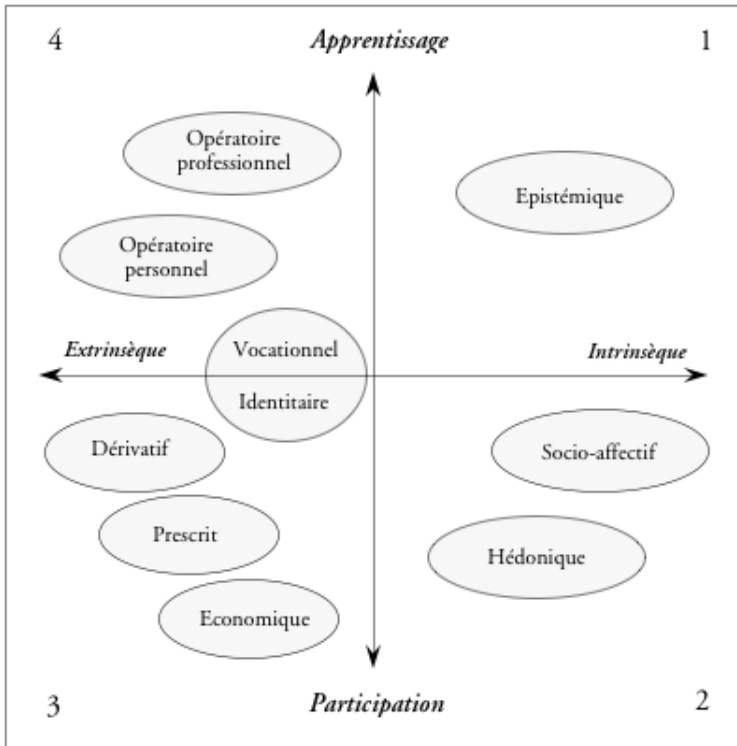 4
Apprentissage
1
Opératoire
professionnel
Epistémique
Opératoire
personnel
Extrinsèque
Vocationnel
Intrinsèque
Identitaire
Dérivatif
Socio-affectif
Prescrit
Hédonique
Economique
3
Participation
2